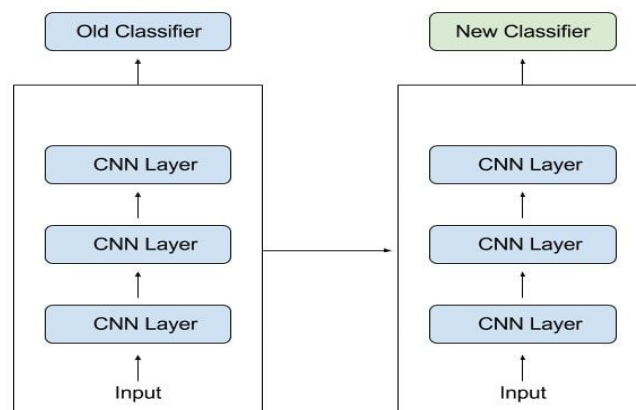 Old Classifier
CNN Layer
CNN Layer
CNN Layer
Input
New Classifier
CNN Layer
CNN Layer
CNN Layer
Input